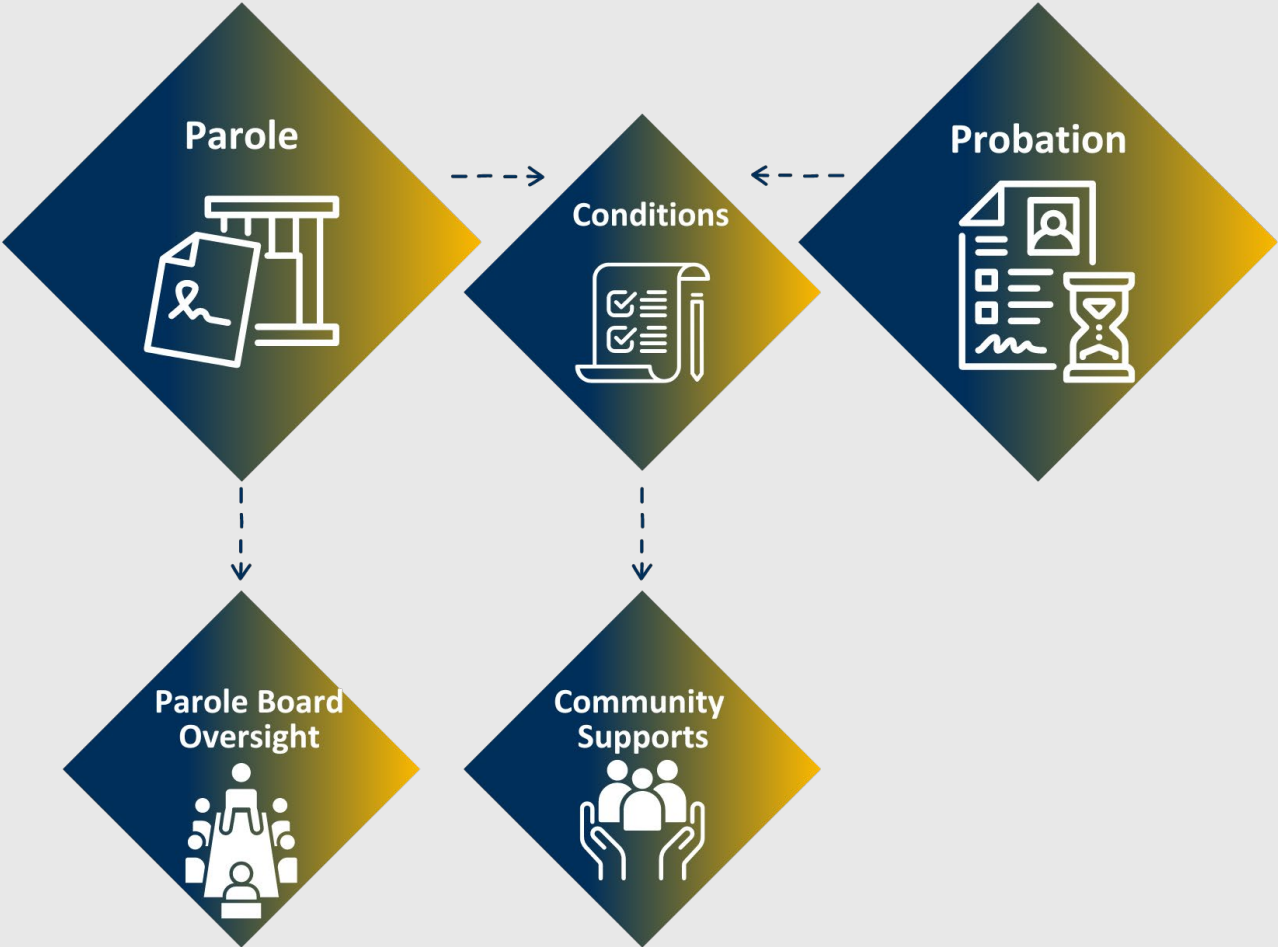 Parole
Probation
Conditions
Parole Board
Oversight
Community
Supports